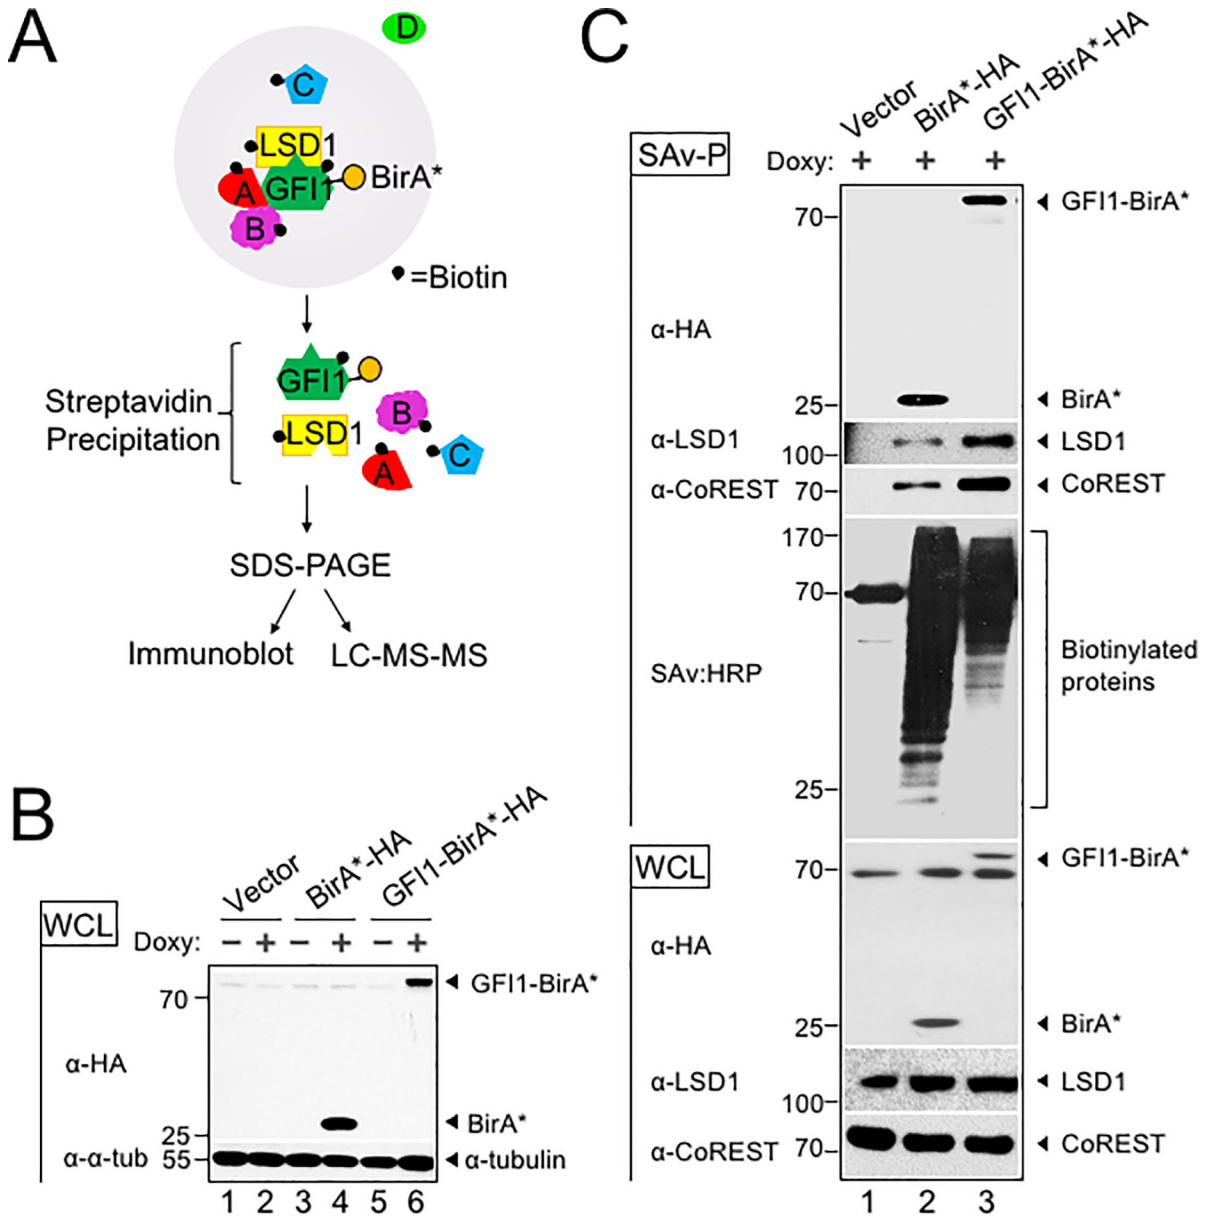 A
D
C
LSD1
A
GFI1
BirA*
B
=Biotin
Streptavidin
Precipitation
GFI1
LSD1
B
A
C
SDS-PAGE
Immunoblot
LC-MS-MS
B
Vector
BirA*-HA
GFI1-BirA*-HA
WCL
Doxy: − + − + − +
70
GFI1-BirA*
α-HA
25
BirA*
α-α-tub 55
α-tubulin
1 2 3 4 5 6
C
Vector
BirA*-HA
GFI1-BirA*-HA
SAv-P
Doxy: + + +
70
GFI1-BirA*
α-HA
25
BirA*
α-LSD1
100
LSD1
α-CoREST 70
CoREST
170
70
SAv:HRP
25
Biotinylated
proteins
WCL
70
GFI1-BirA*
α-HA
25
BirA*
α-LSD1
100
LSD1
α-CoREST 70
CoREST
1 2 3